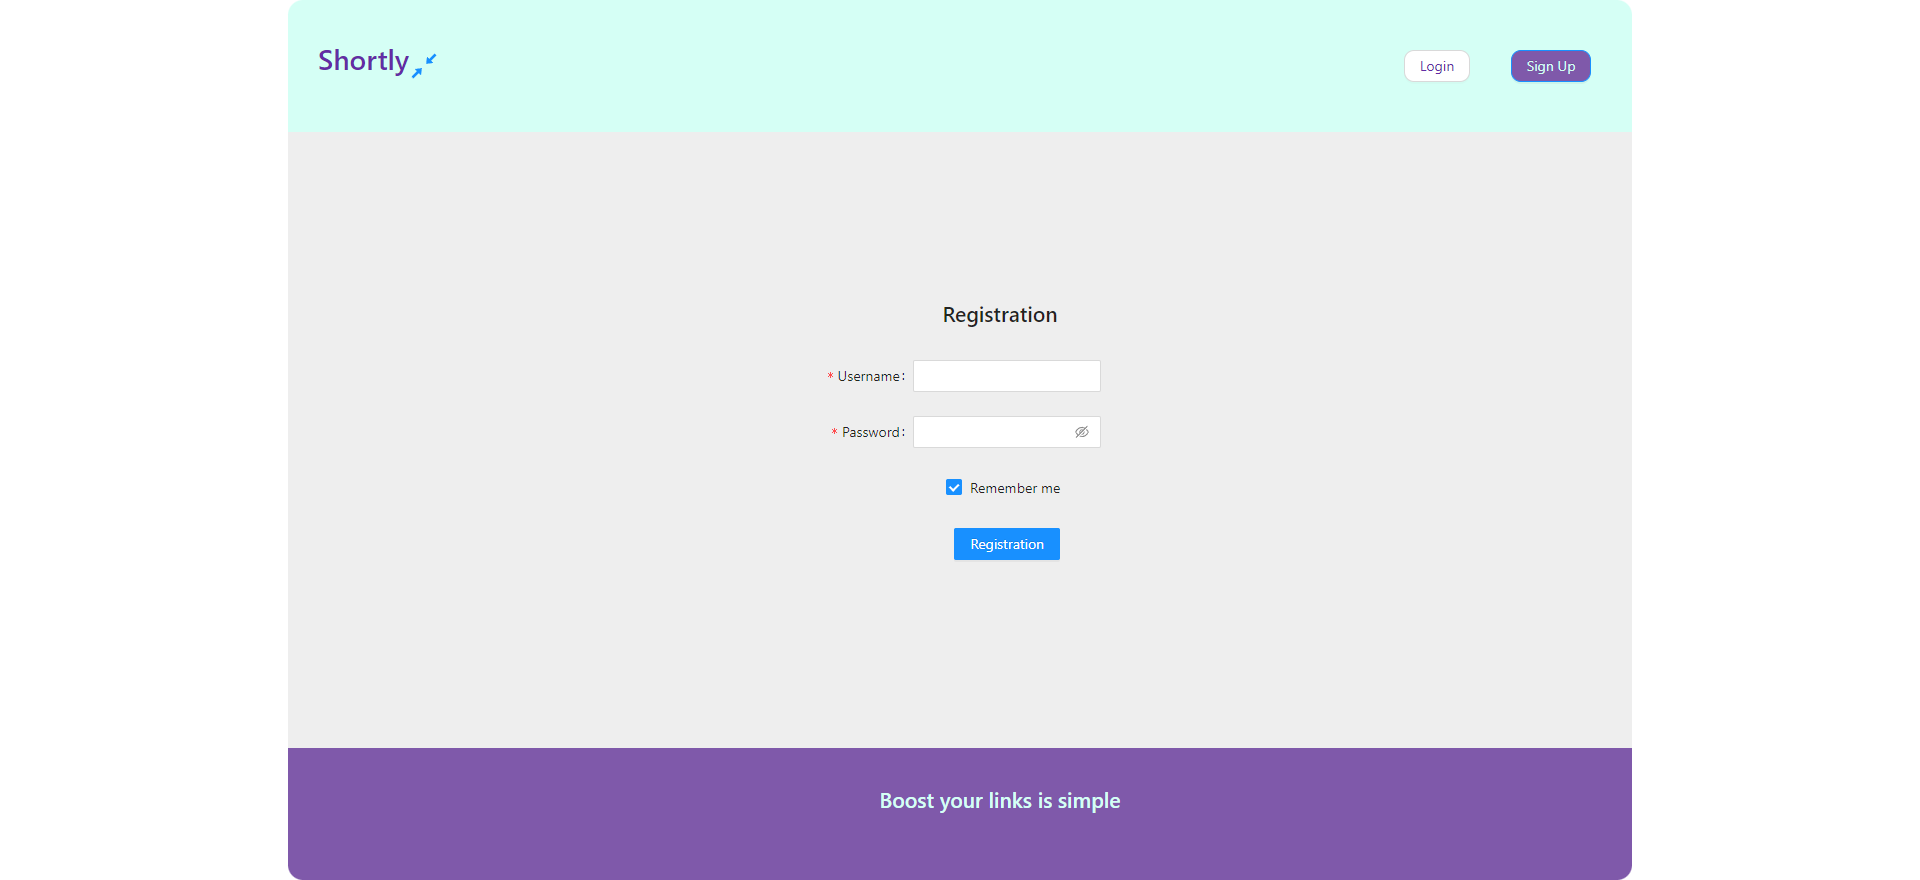 Shortly
Login
Sign Up
Registration
* Username:
* Password:
Remember me
Registration
Boost your links is simple